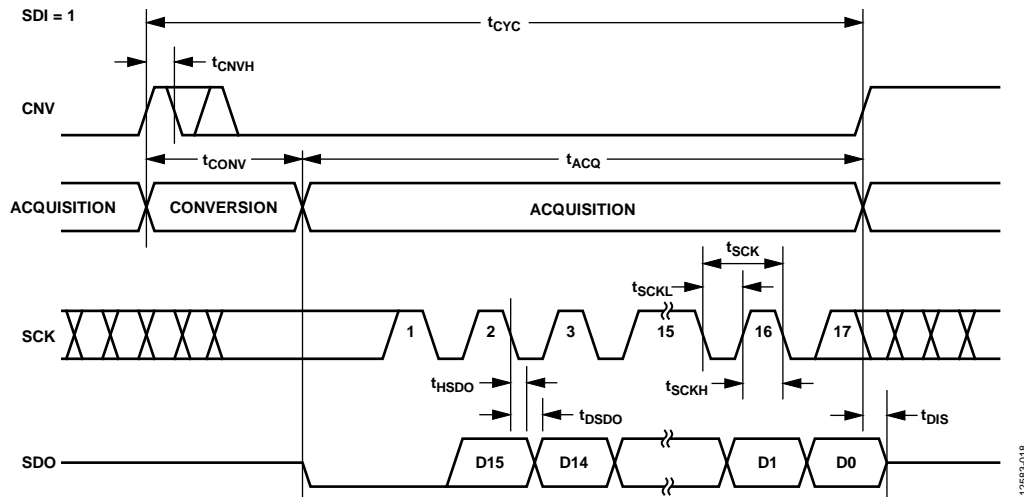 SDI = 1
tCYC
tCNVH
CNV
tCONV
tACQ
ACQUISITION
CONVERSION
ACQUISITION
tSCK
tSCKL
SCK
1
2
3
15
16
17
tHSDO
tSCKH
tDSDO
tDIS
SDO
D15
D14
D1
D0
12583-018